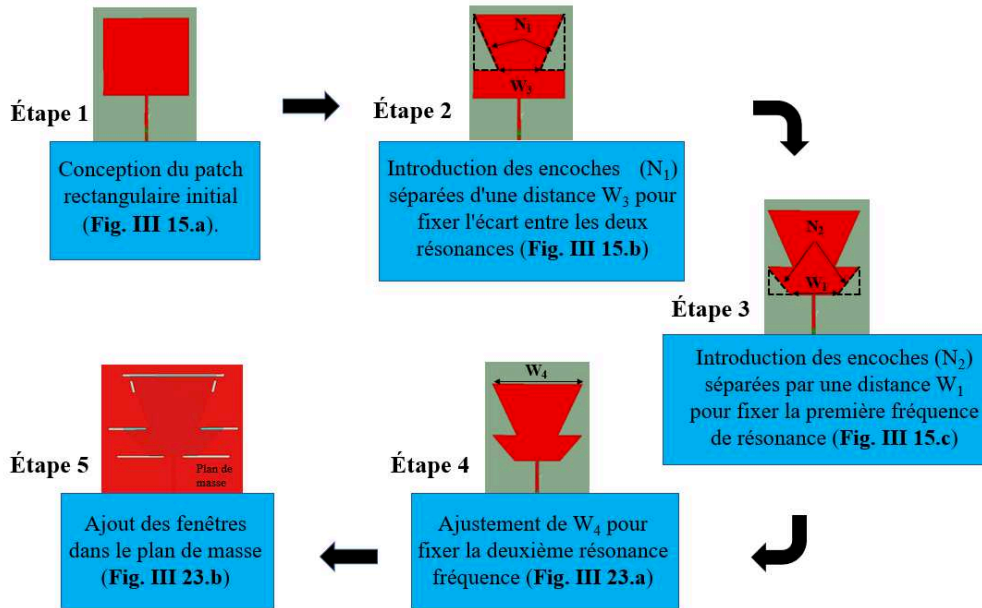 Étape 1
Conception du patch
rectangulaire initial
(Fig. III 15.a).
N₁
W₃
Étape 2
Introduction des encoches (N₁)
séparées d'une distance W₃ pour
fixer l'écart entre les deux
résonances (Fig. III 15.b)
N₂
W₁
Étape 3
Introduction des encoches (N₂)
séparées par une distance W₁
pour fixer la première fréquence
de résonance (Fig. III 15.c)
W₄
Étape 4
Ajustement de W₄ pour
fixer la deuxième résonance
fréquence (Fig. III 23.a)
Plan de
masse
Étape 5
Ajout des fenêtres
dans le plan de masse
(Fig. III 23.b)